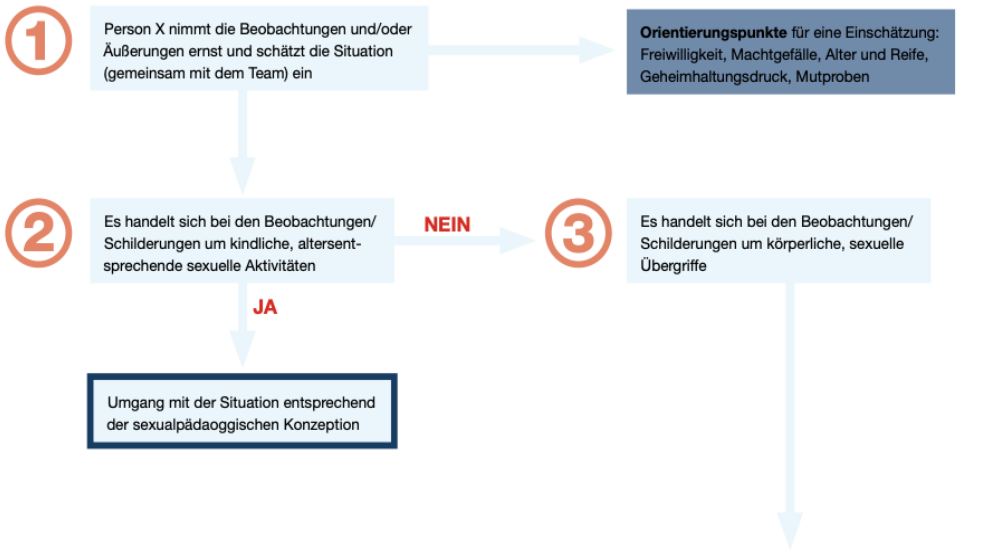 1
Person X nimmt die Beobachtungen und/oder
Äußerungen ernst und schätzt die Situation
(gemeinsam mit dem Team) ein
Orientierungspunkte für eine Einschätzung:
Freiwilligkeit, Machtgefälle, Alter und Reife,
Geheimhaltungsdruck, Mutproben
2
Es handelt sich bei den Beobachtungen/
Schilderungen um kindliche, altersent-
sprechende sexuelle Aktivitäten
NEIN
3
Es handelt sich bei den Beobachtungen/
Schilderungen um körperliche, sexuelle
Übergriffe
JA
Umgang mit der Situation entsprechend
der sexualpädaoggischen Konzeption